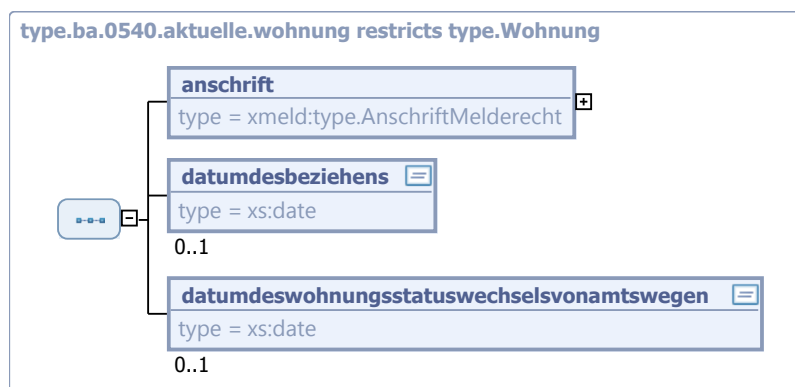 type.ba.0540.aktuelle.wohnung restricts type.Wohnung
anschrift
type = xmeld:type.AnschriftMelderecht
datumdesbeziehens
type = xs:date
0..1
datumdeswohnungsstatuswechselsvonamtswegen
type = xs:date
0..1